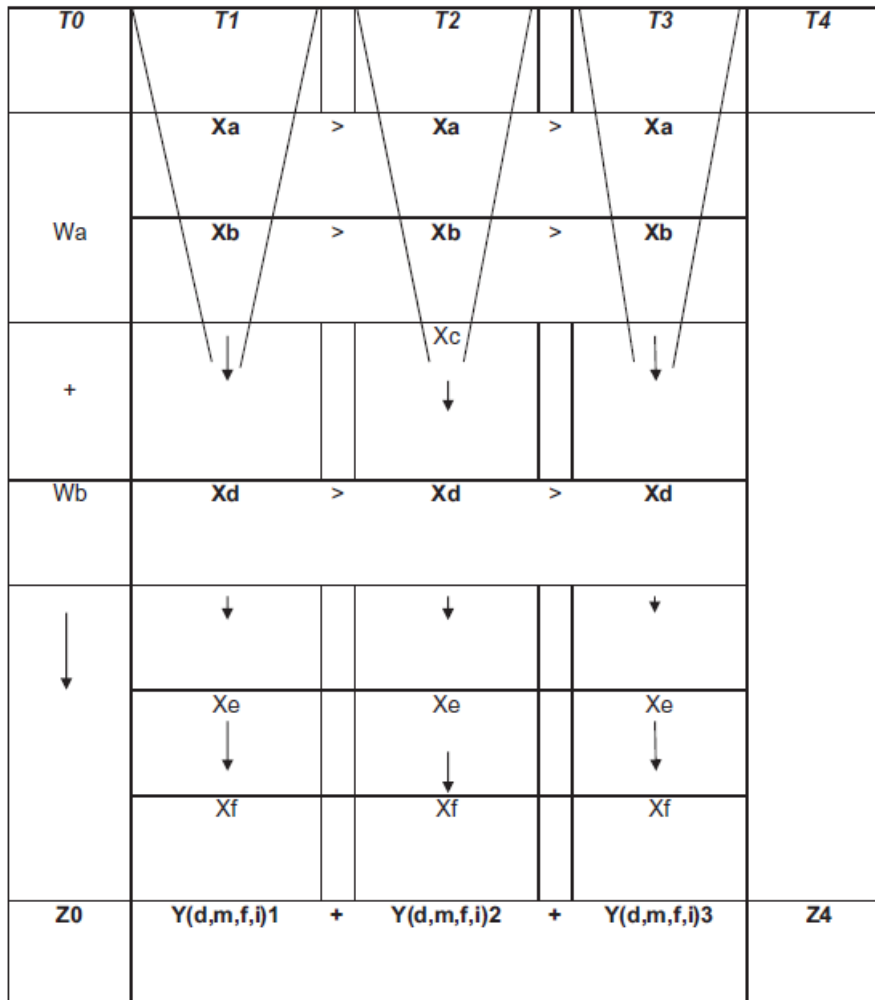 T0 T1 T2 T3 T4
Xa > Xa > Xa
Wa Xb > Xb > Xb
Xc
+
Wb Xd > Xd > Xd
Xe Xe Xe
Xf Xf Xf
Z0 Y(d,m,f,i)1 + Y(d,m,f,i)2 + Y(d,m,f,i)3 Z4